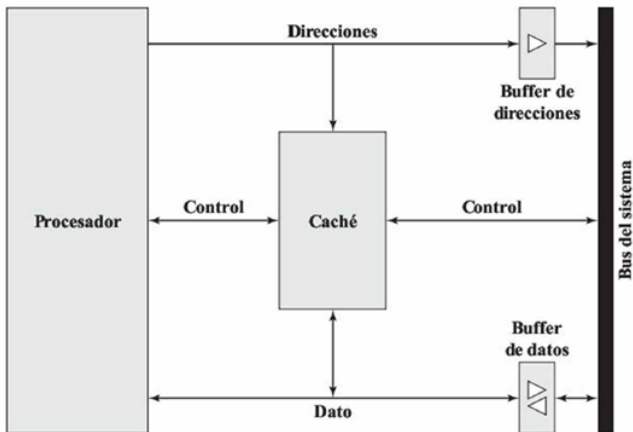 Direcciones
Buffer de
direcciones
Procesador
Control
Caché
Control
Bus del sistema
Buffer
de datos
Dato